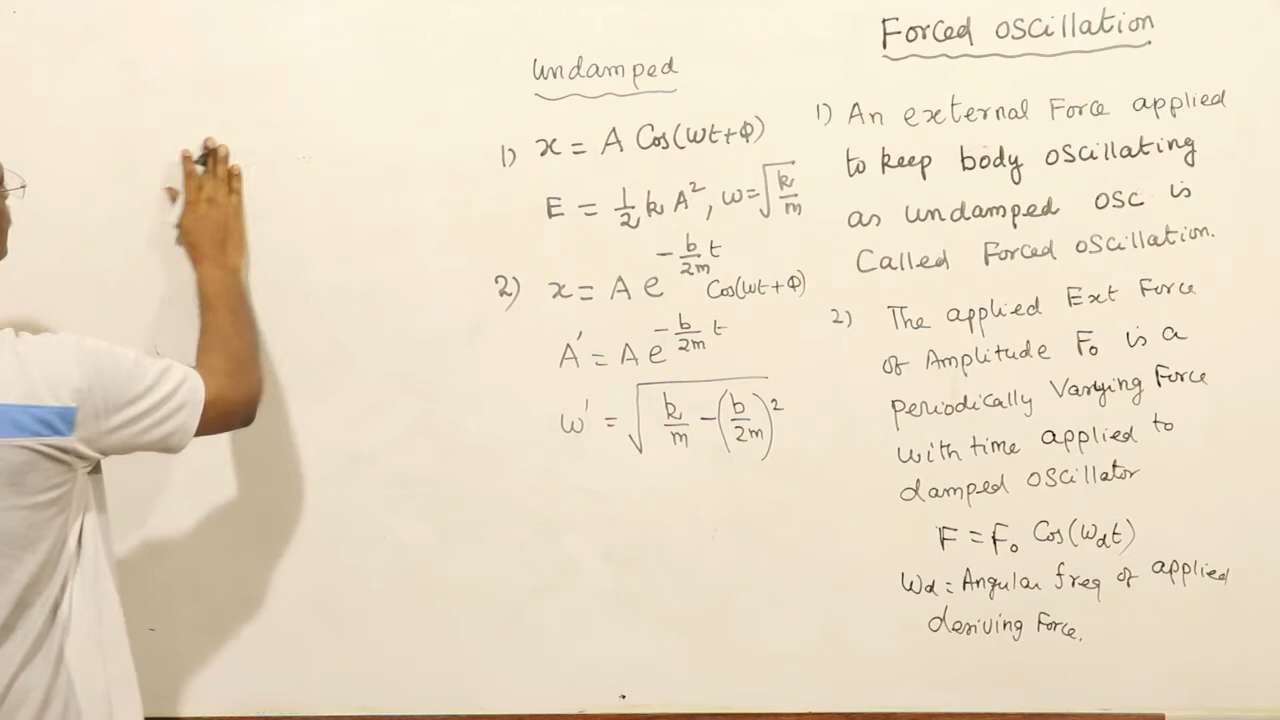 undamped
1) x = A Cos(ωt+Φ)
E = 1/2 k A², ω = √(k/m)
2) x = A e^(-b/2m t) Cos(ωt+Φ)
A' = A e^(-b/2m t)
ω' = √(k/m - (b/2m)²)
Forced oscillation
1) An external Force applied
to keep body oscillating
as undamped osc is
Called Forced oscillation.
2) The applied Ext Force
of Amplitude F₀ is a
periodically Varying Force
with time applied to
damped oscillator
F = F₀ Cos(ωdt)
ωd = Angular freq of applied
deriving Force.